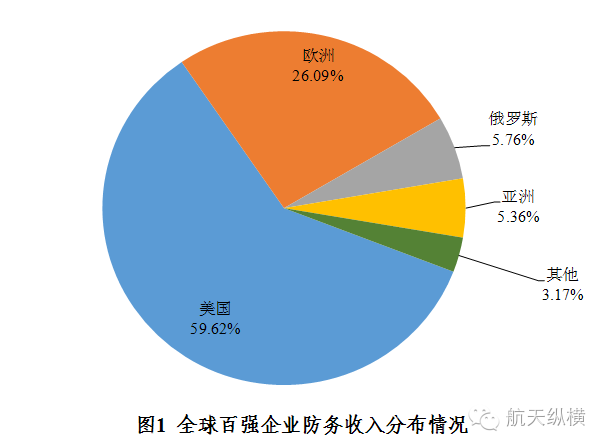 欧洲
26.09%
俄罗斯
5.76%
亚洲
5.36%
其他
3.17%
美国
59.62%
图1 全球百强企业防务收入分布情况
航天纵横